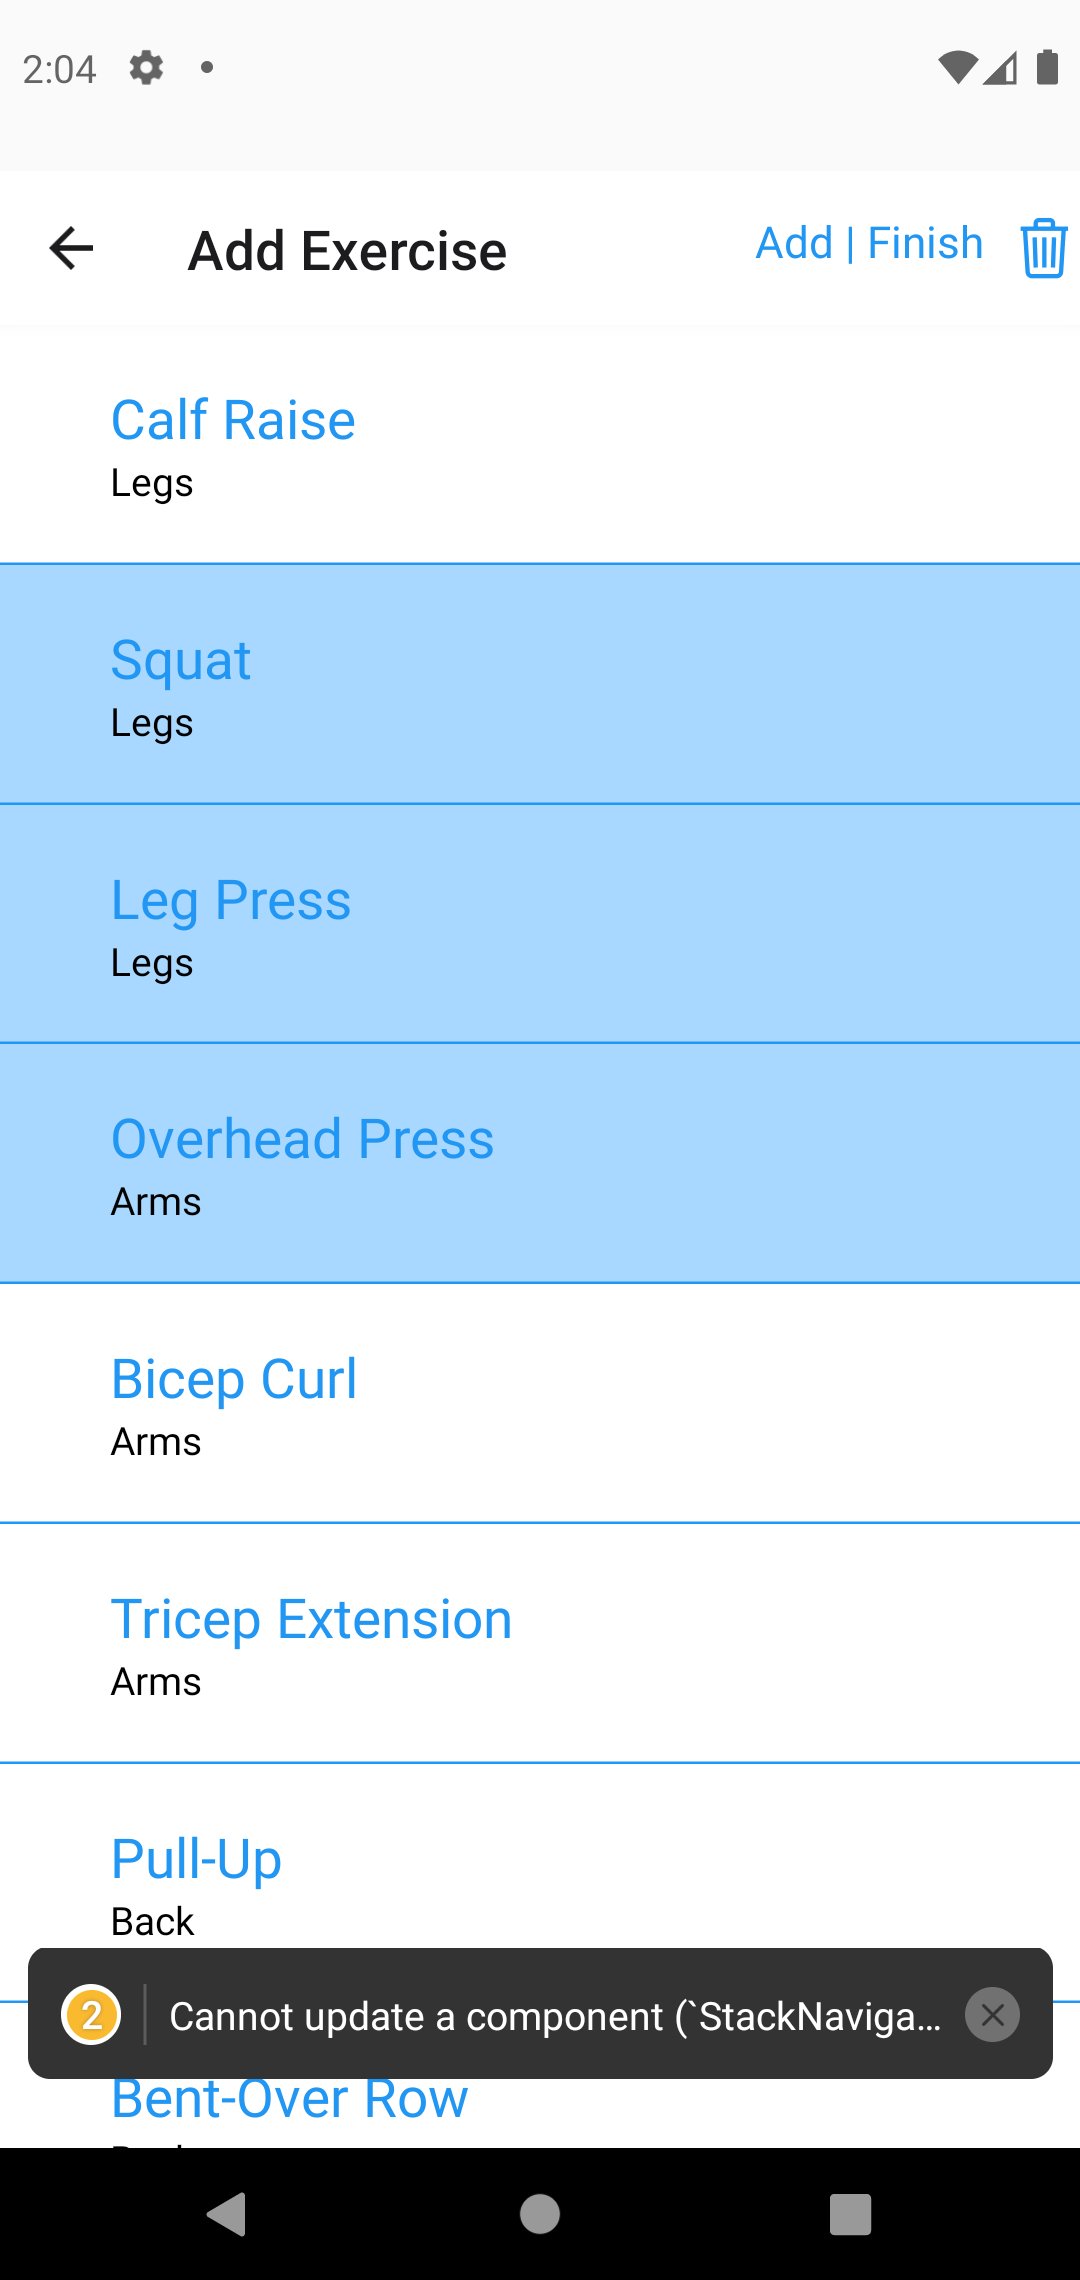 2:04
Add Exercise
Add | Finish
Calf Raise
Legs
Squat
Legs
Leg Press
Legs
Overhead Press
Arms
Bicep Curl
Arms
Tricep Extension
Arms
Pull-Up
Back
2 Cannot update a component (`StackNaviga...
Bent-Over Row